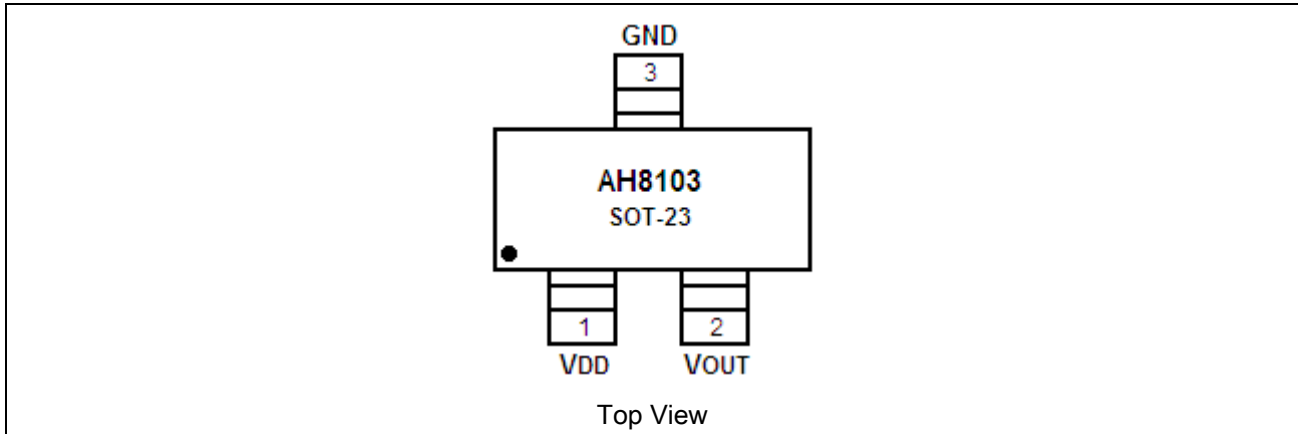 GND
3
AH8103
SOT-23
1 2
VDD VOUT
Top View